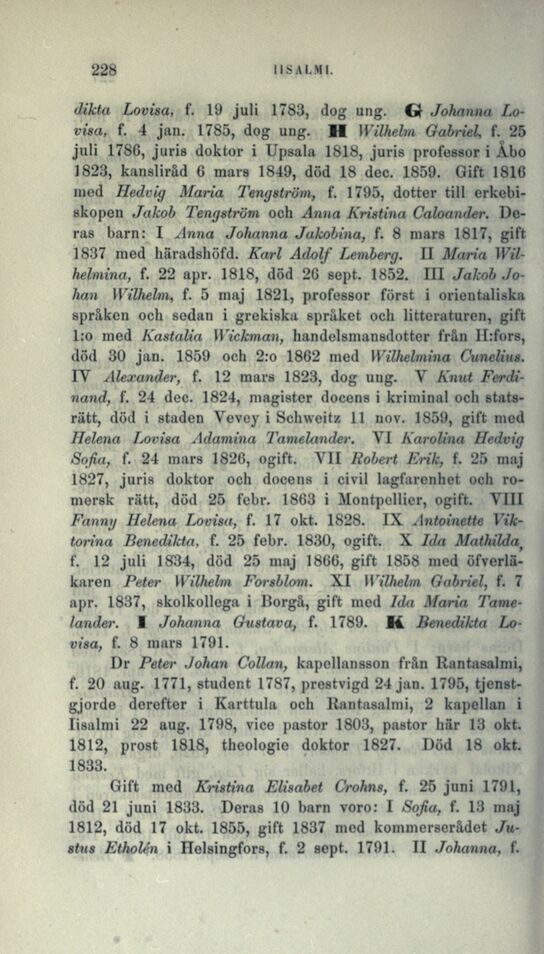 228 IISALMI.
dikta Lovisa, f. 19 juli 1783, dog ung. G Johanna Lo-
visa, f. 4 jan. 1785, dog ung. H Wilhelm Gabriel, f. 25
juli 1786, juris doktor i Upsala 1818, juris professor i Åbo
1823, kansliråd 6 mars 1849, död 18 dec. 1859. Gift 1816
med Hedvig Maria Tengström, f. 1795, dotter till erkebi-
skopen Jakob Tengström och Anna Kristina Caloander. De-
ras barn: I Anna Johanna Jakobina, f. 8 mars 1817, gift
1837 med häradshöfd. Karl Adolf Lemberg. II Maria Wil-
helmina, f. 22 apr. 1818, död 26 sept. 1852. III Jakob Jo-
han Wilhelm, f. 5 maj 1821, professor först i orientaliska
språken och sedan i grekiska språket och litteraturen, gift
1:o med Kastalia Wickman, handelsmansdotter från H:fors,
död 30 jan. 1859 och 2:o 1862 med Wilhelmina Cunelius.
IV Alexander, f. 12 mars 1823, dog ung. V Knut Ferdi-
nand, f. 24 dec. 1824, magister docens i kriminal och stats-
rätt, död i staden Vevey i Schweitz 11 nov. 1859, gift med
Helena Lovisa Adamina Tamelander. VI Karolina Hedvig
Sofia, f. 24 mars 1826, ogift. VII Robert Erik, f. 25 maj
1827, juris doktor och docens i civil lagfarenhet och ro-
mersk rätt, död 25 febr. 1863 i Montpellier, ogift. VIII
Fanny Helena Lovisa, f. 17 okt. 1828. IX Antoinette Vik-
torina Benedikta, f. 25 febr. 1830, ogift. X Ida Mathilda,
f. 12 juli 1834, död 25 maj 1866, gift 1858 med öfverlä-
karen Peter Wilhelm Forsblom. XI Wilhelm Gabriel, f. 7
apr. 1837, skolkollega i Borgå, gift med Ida Maria Tame-
lander. I Johanna Gustava, f. 1789. K Benedikta Lo-
visa, f. 8 mars 1791.
Dr Peter Johan Collan, kapellansson från Rantasalmi,
f. 20 aug. 1771, student 1787, prestvigd 24 jan. 1795, tjenst-
gjorde derefter i Karttula och Rantasalmi, 2 kapellan i
Iisalmi 22 aug. 1798, vice pastor 1803, pastor här 13 okt.
1812, prost 1818, theologie doktor 1827. Död 18 okt.
1833.
Gift med Kristina Elisabet Crohns, f. 25 juni 1791,
död 21 juni 1833. Deras 10 barn voro: I Sofia, f. 13 maj
1812, död 17 okt. 1855, gift 1837 med kommerserådet Ju-
stus Etholén i Helsingfors, f. 2 sept. 1791. II Johanna, f.